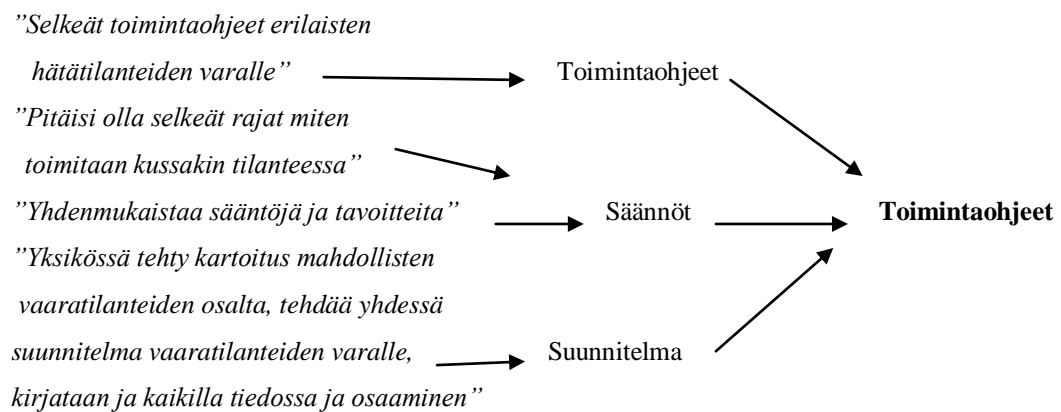 ”Selkeät toimintaohjeet erilaisten
hätätilanteiden varalle”
Toimintaohjeet
”Pitäisi olla selkeät rajat miten
toimitaan kussakin tilanteessa”
”Yhdenmukaistaa sääntöjä ja tavoitteita”
Säännöt
Toimintaohjeet
”Yksikössä tehty kartoitus mahdollisten
vaaratilanteiden osalta, tehdää yhdessä
suunnitelma vaaratilanteiden varalle,
Suunnitelma
kirjataan ja kaikilla tiedossa ja osaaminen”